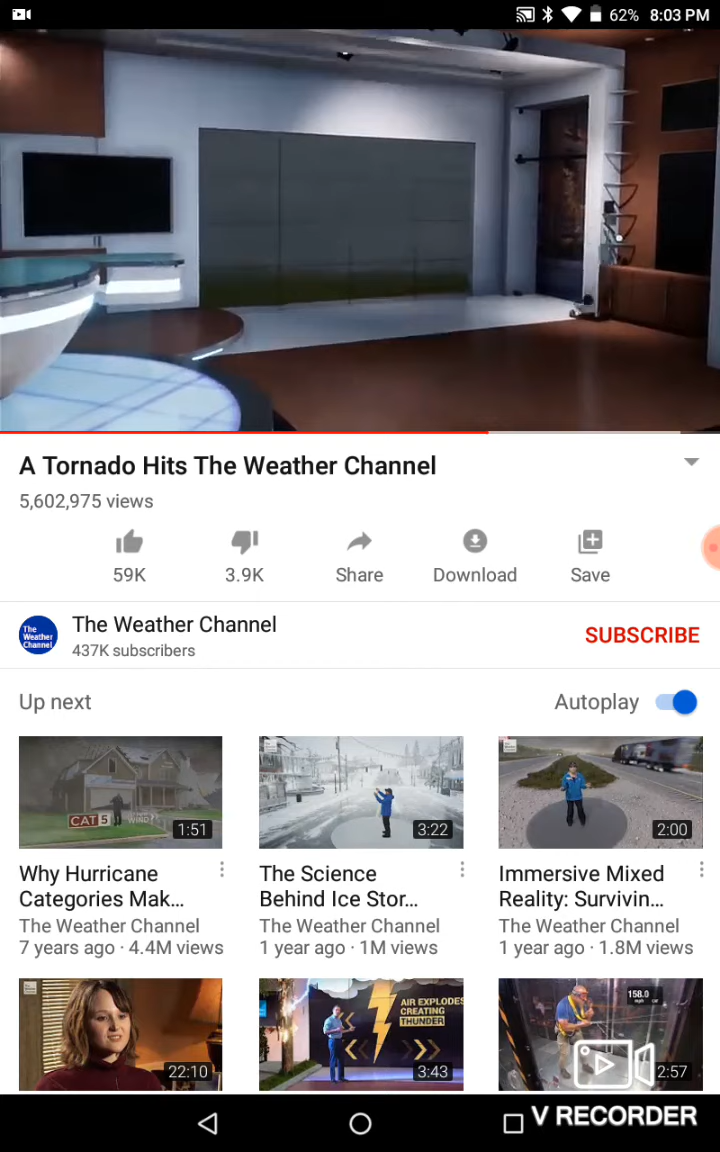 62% 8:03 PM
A Tornado Hits The Weather Channel
5,602,975 views
59K 3.9K Share Download Save
The Weather Channel
The Weather Channel
437K subscribers
SUBSCRIBE
Up next Autoplay
CAT 5
WIND
1:51
3:22
2:00
Why Hurricane
Categories Mak...
The Weather Channel
7 years ago · 4.4M views
The Science
Behind Ice Stor...
The Weather Channel
1 year ago · 1M views
Immersive Mixed
Reality: Survivin...
The Weather Channel
1 year ago · 1.8M views
22:10
AIR EXPLODES
CREATING
THUNDER
3:43
158.0
mph
2:57
V RECORDER